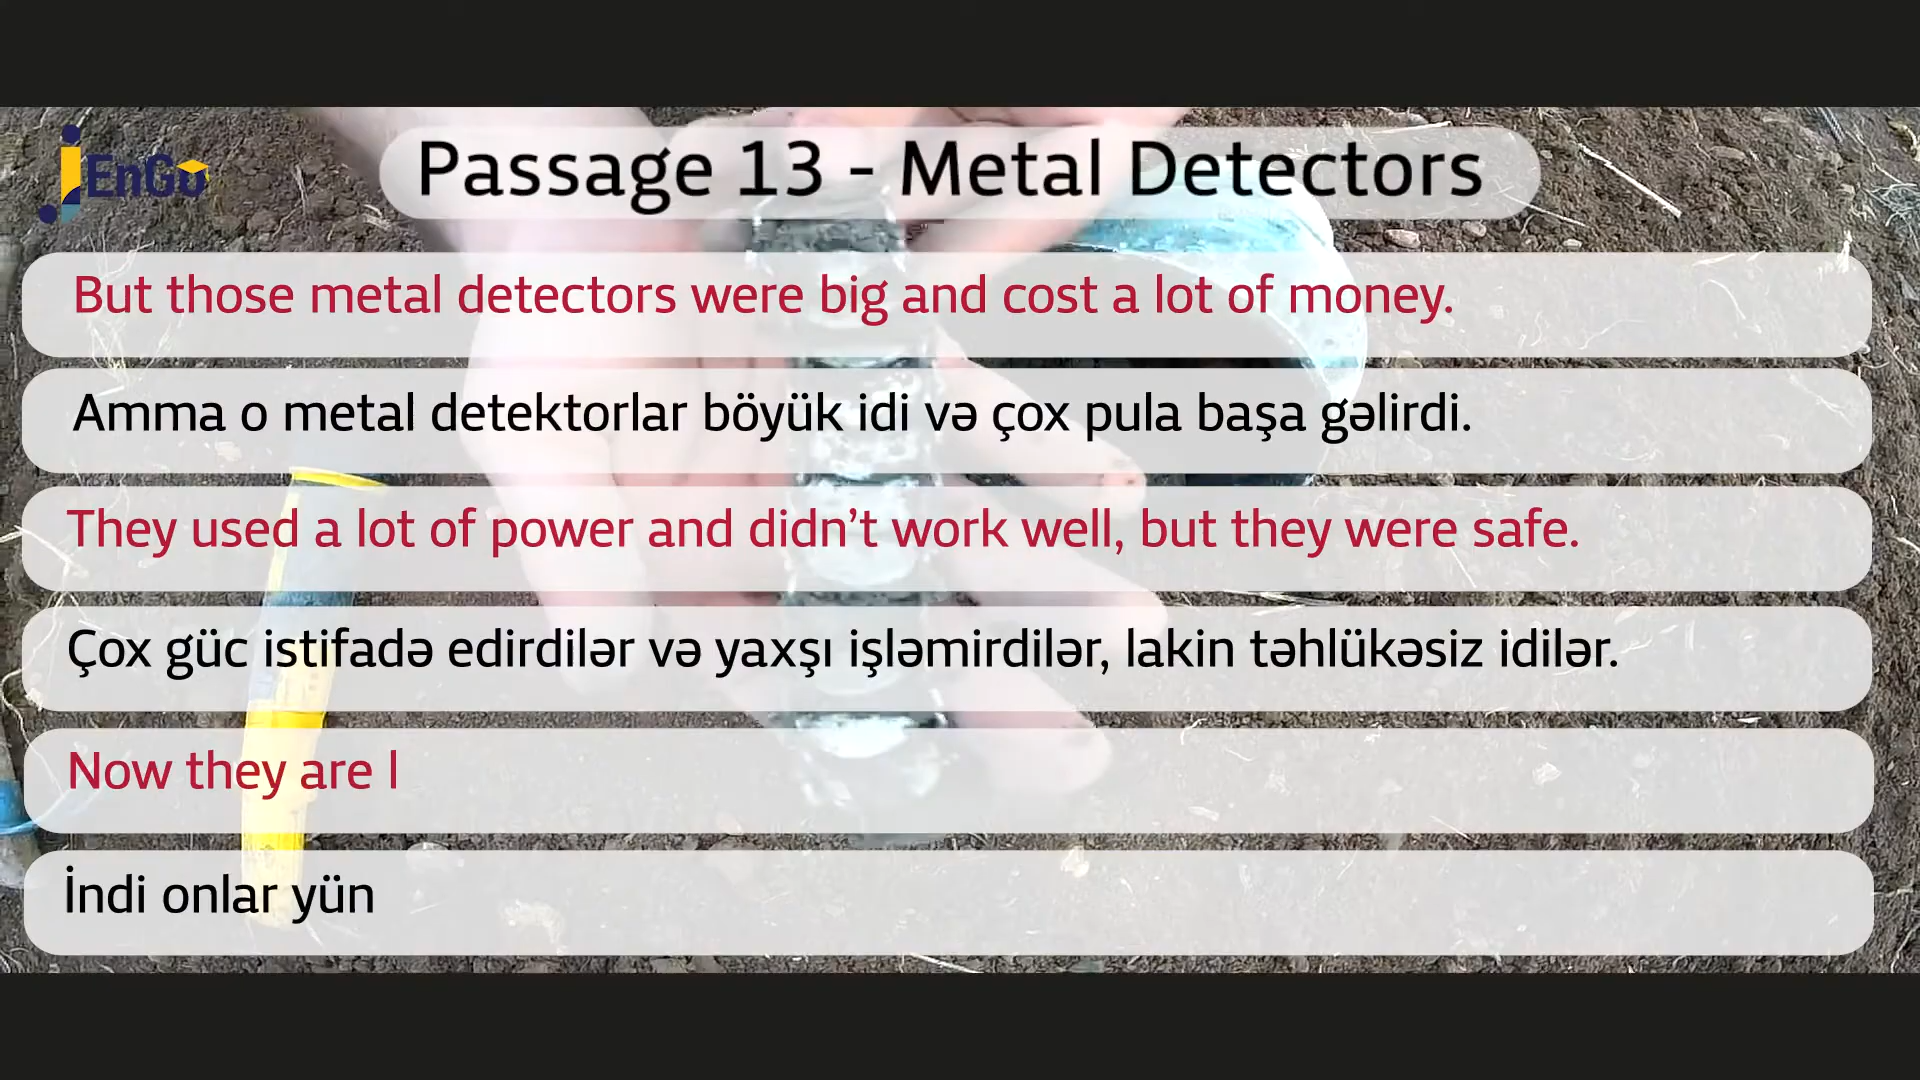 EnGo
Passage 13 - Metal Detectors
But those metal detectors were big and cost a lot of money.
Amma o metal detektorlar böyük idi və çox pula başa gəlirdi.
They used a lot of power and didn’t work well, but they were safe.
Çox güc istifadə edirdilər və yaxşı işləmirdilər, lakin təhlükəsiz idilər.
Now they are l
İndi onlar yün